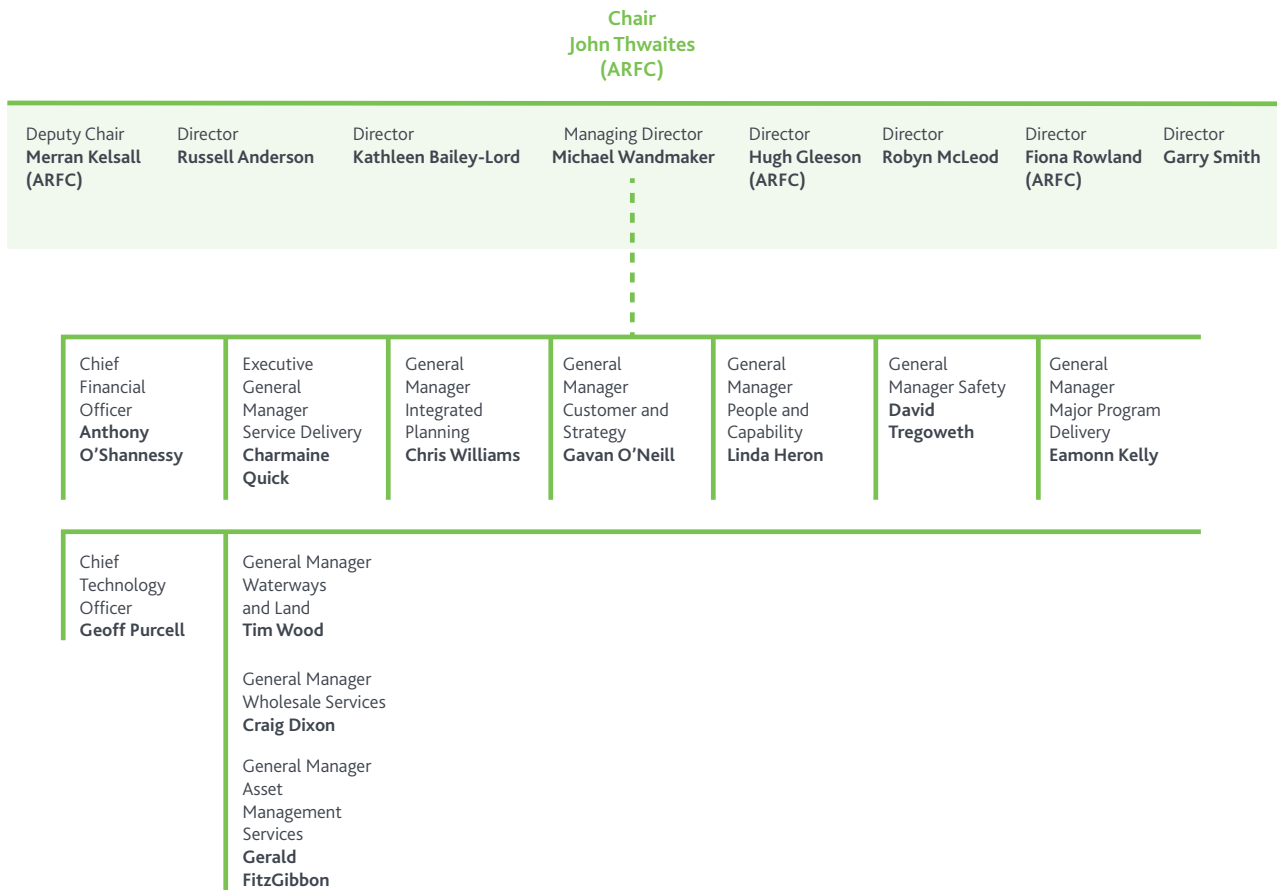 Chair
John Thwaites
(ARFC)
Deputy Chair
Merran Kelsall
(ARFC)
Director
Russell Anderson
Director
Kathleen Bailey-Lord
Managing Director
Michael Wandmaker
Director
Hugh Gleeson
(ARFC)
Director
Robyn McLeod
Director
Fiona Rowland
(ARFC)
Director
Garry Smith
Chief
Financial
Officer
Anthony
O’Shannessy
Executive
General
Manager
Service Delivery
Charmaine
Quick
General
Manager
Integrated
Planning
Chris Williams
General
Manager
Customer and
Strategy
Gavan O’Neill
General
Manager
People and
Capability
Linda Heron
General
Manager Safety
David
Tregoweth
General
Manager
Major Program
Delivery
Eamonn Kelly
Chief
Technology
Officer
Geoff Purcell
General Manager
Waterways
and Land
Tim Wood
General Manager
Wholesale Services
Craig Dixon
General Manager
Asset
Management
Services
Gerald
FitzGibbon